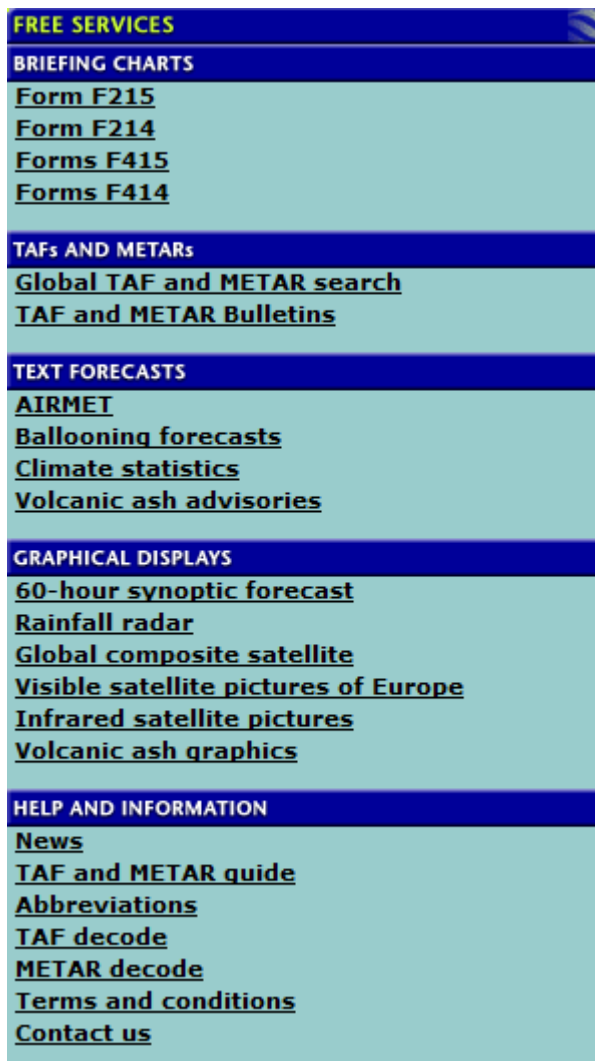 FREE SERVICES
BRIEFING CHARTS
Form F215
Form F214
Forms F415
Forms F414
TAFs AND METARs
Global TAF and METAR search
TAF and METAR Bulletins
TEXT FORECASTS
AIRMET
Ballooning forecasts
Climate statistics
Volcanic ash advisories
GRAPHICAL DISPLAYS
60-hour synoptic forecast
Rainfall radar
Global composite satellite
Visible satellite pictures of Europe
Infrared satellite pictures
Volcanic ash graphics
HELP AND INFORMATION
News
TAF and METAR guide
Abbreviations
TAF decode
METAR decode
Terms and conditions
Contact us